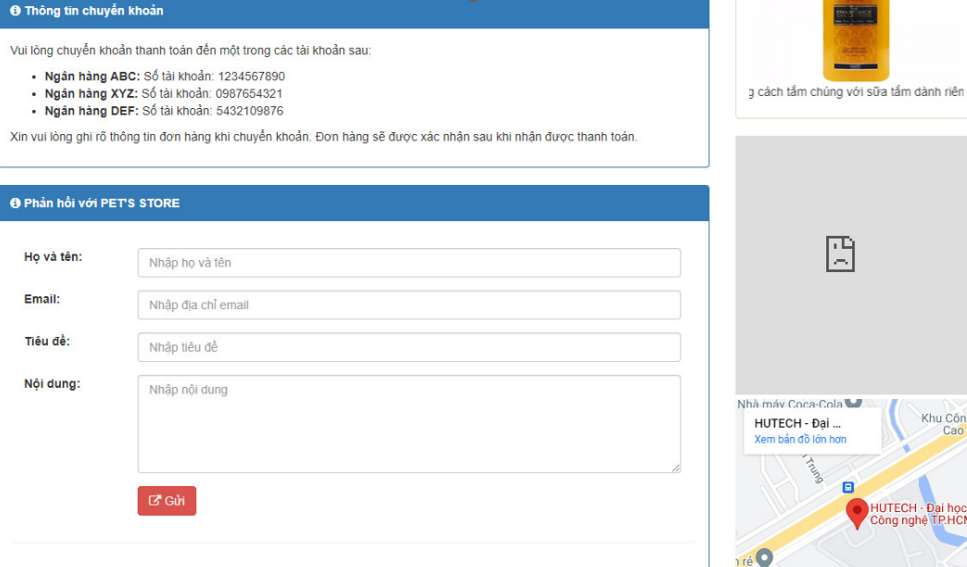 Thông tin chuyển khoản
Vui lòng chuyển khoản thanh toán đến một trong các tài khoản sau:
Ngân hàng ABC: Số tài khoản: 1234567890
Ngân hàng XYZ: Số tài khoản: 0987654321
Ngân hàng DEF: Số tài khoản: 5432109876
Xin vui lòng ghi rõ thông tin đơn hàng khi chuyển khoản. Đơn hàng sẽ được xác nhận sau khi nhận được thanh toán.
Phản hồi với PET'S STORE
Họ và tên:
Nhập họ và tên
Email:
Nhập địa chỉ email
Tiêu đề:
Nhập tiêu đề
Nội dung:
Nhập nội dung
Gửi
g cách tắm chúng với sữa tắm dành riên
Nhà máy Coca-Cola
HUTECH - Đại ...
Xem bản đồ lớn hơn
Khu Côn
Cao
Trung
HUTECH - Đại học
Công nghệ TP.HCM
n rẻ